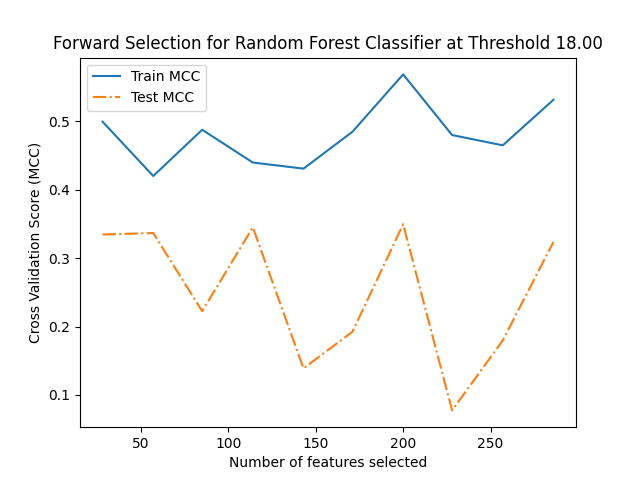 Forward Selection for Random Forest Classifier at Threshold 18.00
Train MCC
Test MCC
Cross Validation Score (MCC)
0.5
0.4
0.3
0.2
0.1
50
100
150
200
250
Number of features selected